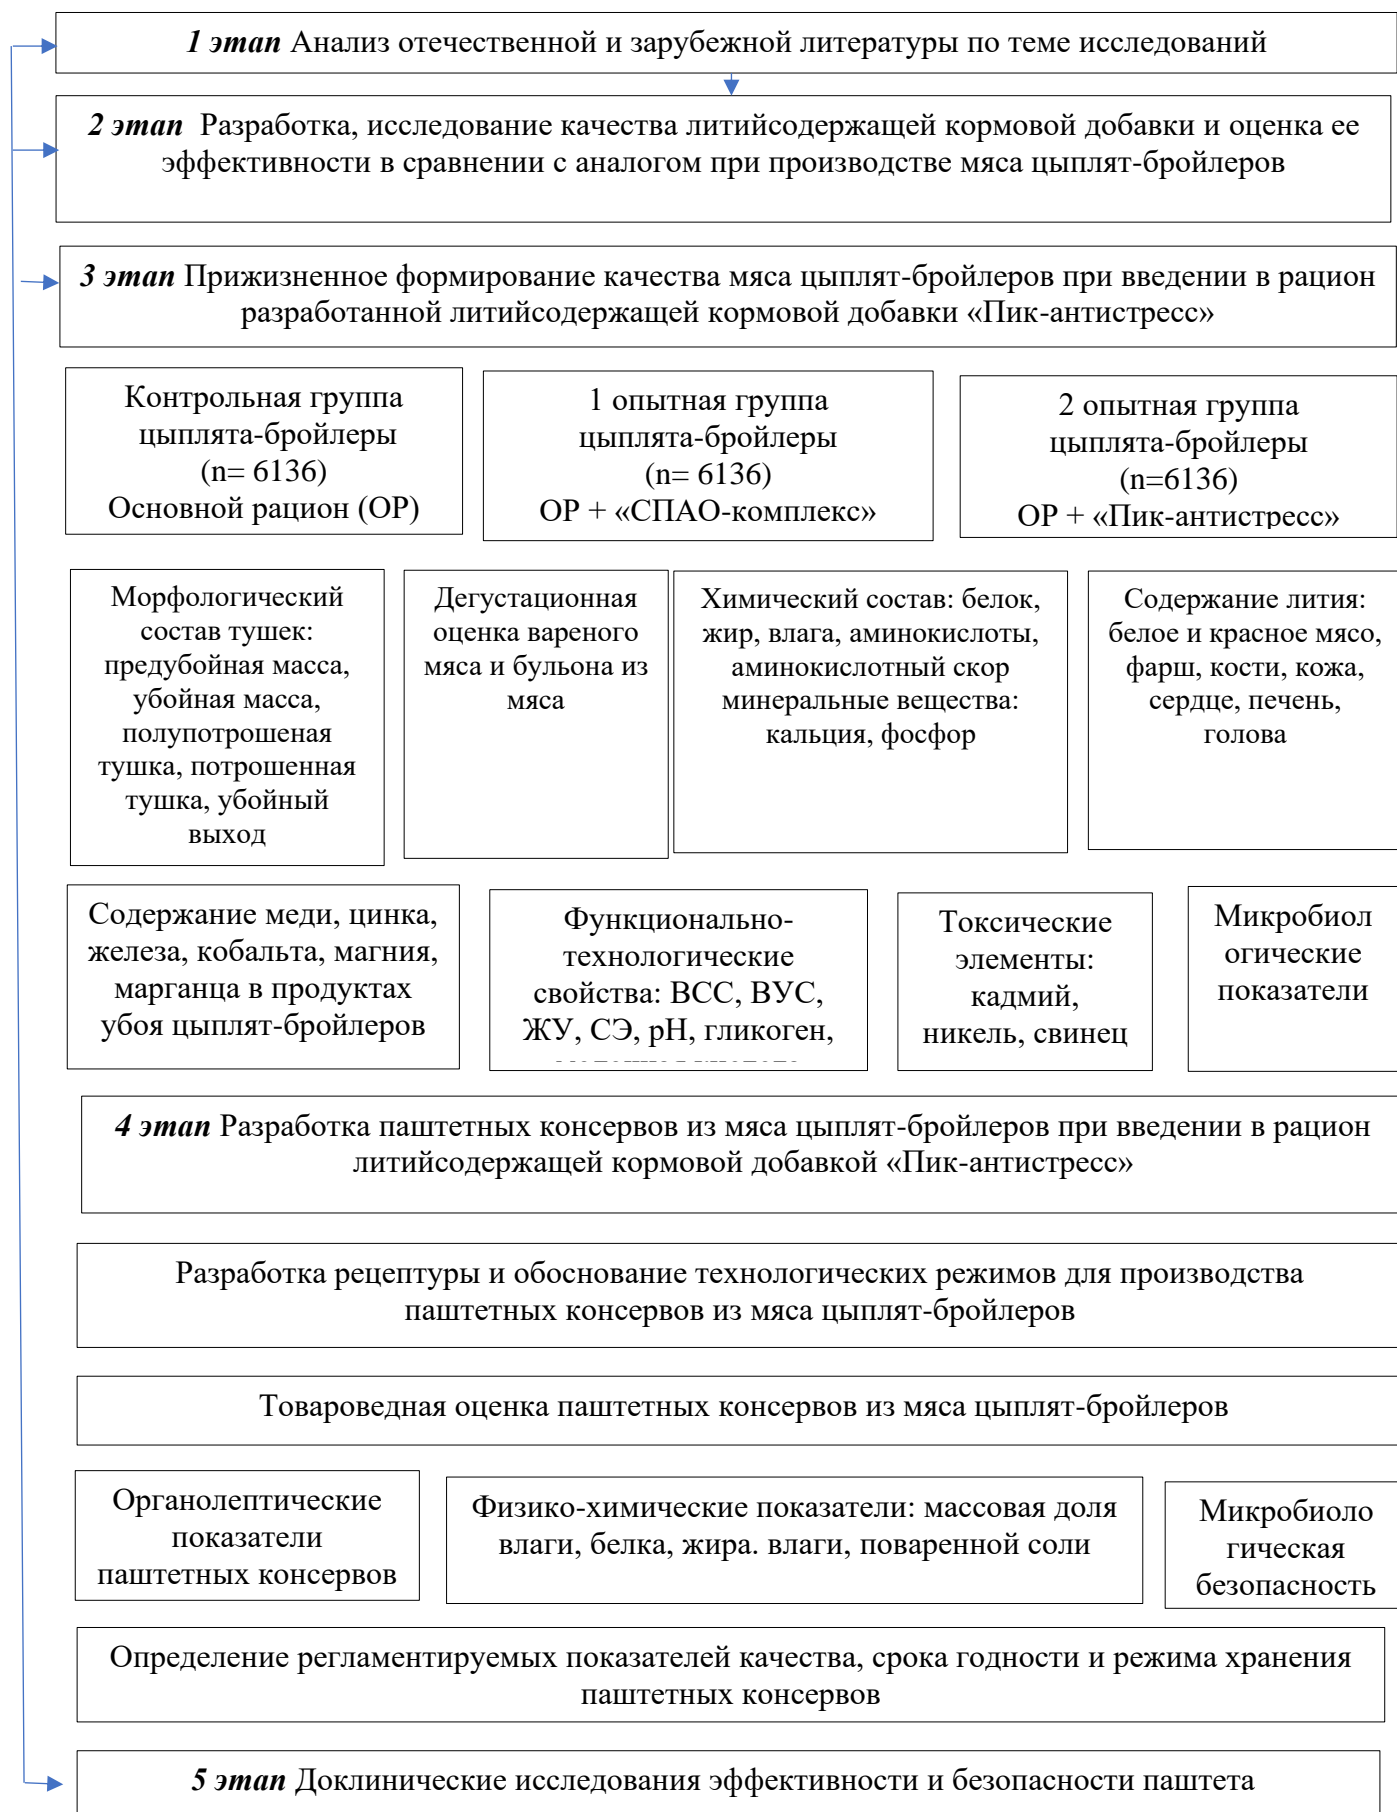 1 этап Анализ отечественной и зарубежной литературы по теме исследований
2 этап Разработка, исследование качества литийсодержащей кормовой добавки и оценка ее
эффективности в сравнении с аналогом при производстве мяса цыплят-бройлеров
3 этап Прижизненное формирование качества мяса цыплят-бройлеров при введении в рацион
разработанной литийсодержащей кормовой добавки «Пик-антистресс»
Контрольная группа
цыплята-бройлеры
(n= 6136)
Основной рацион (ОР)
1 опытная группа
цыплята-бройлеры
(n= 6136)
ОР + «СПАО-комплекс»
2 опытная группа
цыплята-бройлеры
(n=6136)
ОР + «Пик-антистресс»
Морфологический
состав тушек:
предубойная масса,
убойная масса,
полупотрошеная
тушка, потрошенная
тушка, убойный
выход
Дегустационная
оценка вареного
мяса и бульона из
мяса
Химический состав: белок,
жир, влага, аминокислоты,
аминокислотный скор
минеральные вещества:
кальция, фосфор
Содержание лития:
белое и красное мясо,
фарш, кости, кожа,
сердце, печень,
голова
Содержание меди, цинка,
железа, кобальта, магния,
марганца в продуктах
убоя цыплят-бройлеров
Функционально-
технологические
свойства: ВСС, ВУС,
ЖУ, СЭ, рН, гликоген,
Токсические
элементы:
кадмий,
никель, свинец
Микробиол
огические
показатели
4 этап Разработка паштетных консервов из мяса цыплят-бройлеров при введении в рацион
литийсодержащей кормовой добавкой «Пик-антистресс»
Разработка рецептуры и обоснование технологических режимов для производства
паштетных консервов из мяса цыплят-бройлеров
Товароведная оценка паштетных консервов из мяса цыплят-бройлеров
Органолептические
показатели
паштетных консервов
Физико-химические показатели: массовая доля
влаги, белка, жира. влаги, поваренной соли
Микробиоло
гическая
безопасность
Определение регламентируемых показателей качества, срока годности и режима хранения
паштетных консервов
5 этап Доклинические исследования эффективности и безопасности паштета